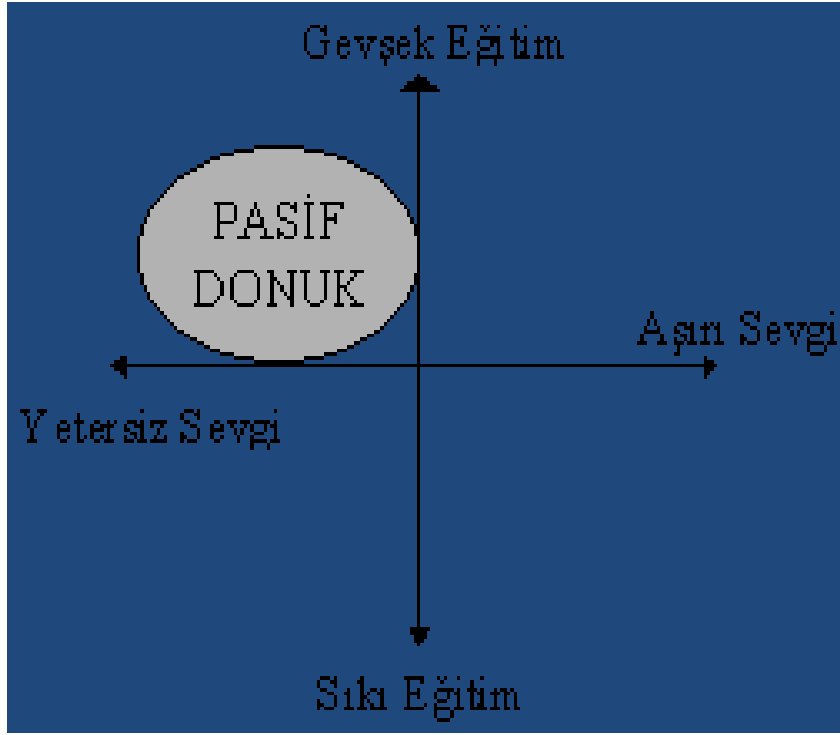 Gevşek Eğitim
PASİF
DONUK
Aşırı Sevgi
Yetersiz Sevgi
Sıkı Eğitim